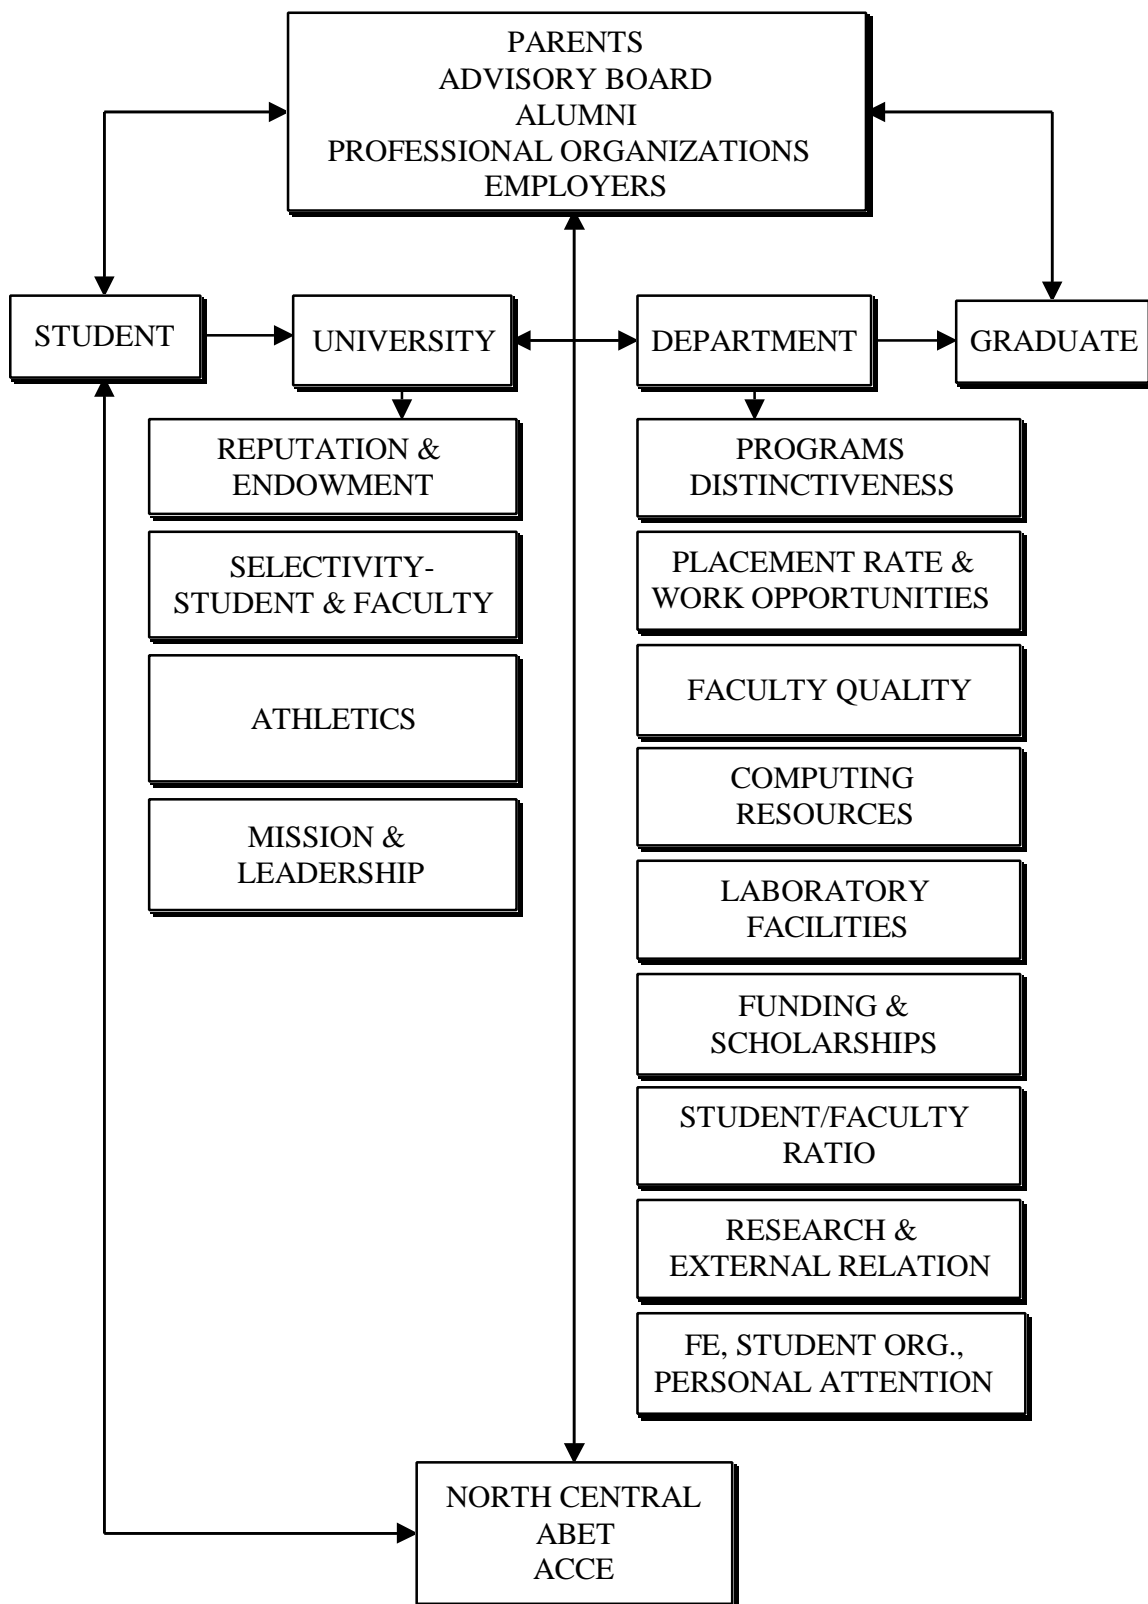 PARENTS
ADVISORY BOARD
ALUMNI
PROFESSIONAL ORGANIZATIONS
EMPLOYERS
STUDENT
UNIVERSITY
DEPARTMENT
GRADUATE
REPUTATION &
ENDOWMENT
SELECTIVITY-
STUDENT & FACULTY
ATHLETICS
MISSION &
LEADERSHIP
PROGRAMS
DISTINCTIVENESS
PLACEMENT RATE &
WORK OPPORTUNITIES
FACULTY QUALITY
COMPUTING
RESOURCES
LABORATORY
FACILITIES
FUNDING &
SCHOLARSHIPS
STUDENT/FACULTY
RATIO
RESEARCH &
EXTERNAL RELATION
FE, STUDENT ORG.,
PERSONAL ATTENTION
NORTH CENTRAL
ABET
ACCE